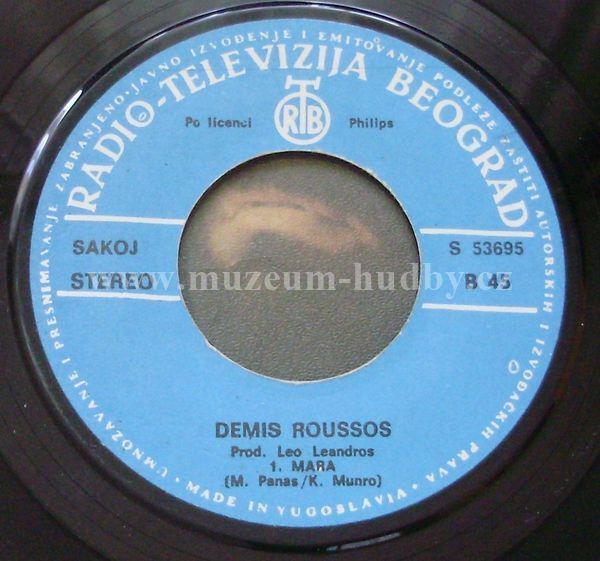 UMNOŽAVANJE I PRESNIMAVANJE ZABRANJENO·JAVNO IZVOĐENJE I EMITOVANJE PODLEŽE ZAŠTITI AUTORSKIH I IZVOĐAČKIH PRAVA
RADIO-TELEVIZIJA BEOGRAD
RTB
Po licenci Philips
SAKOJ S 53695
STEREO B 45
www.muzeum-hudby.cz
DEMIS ROUSSOS
Prod. Leo Leandros
1. MARA
(M. Panas/K. Munro)
·MADE IN YUGOSLAVIA·